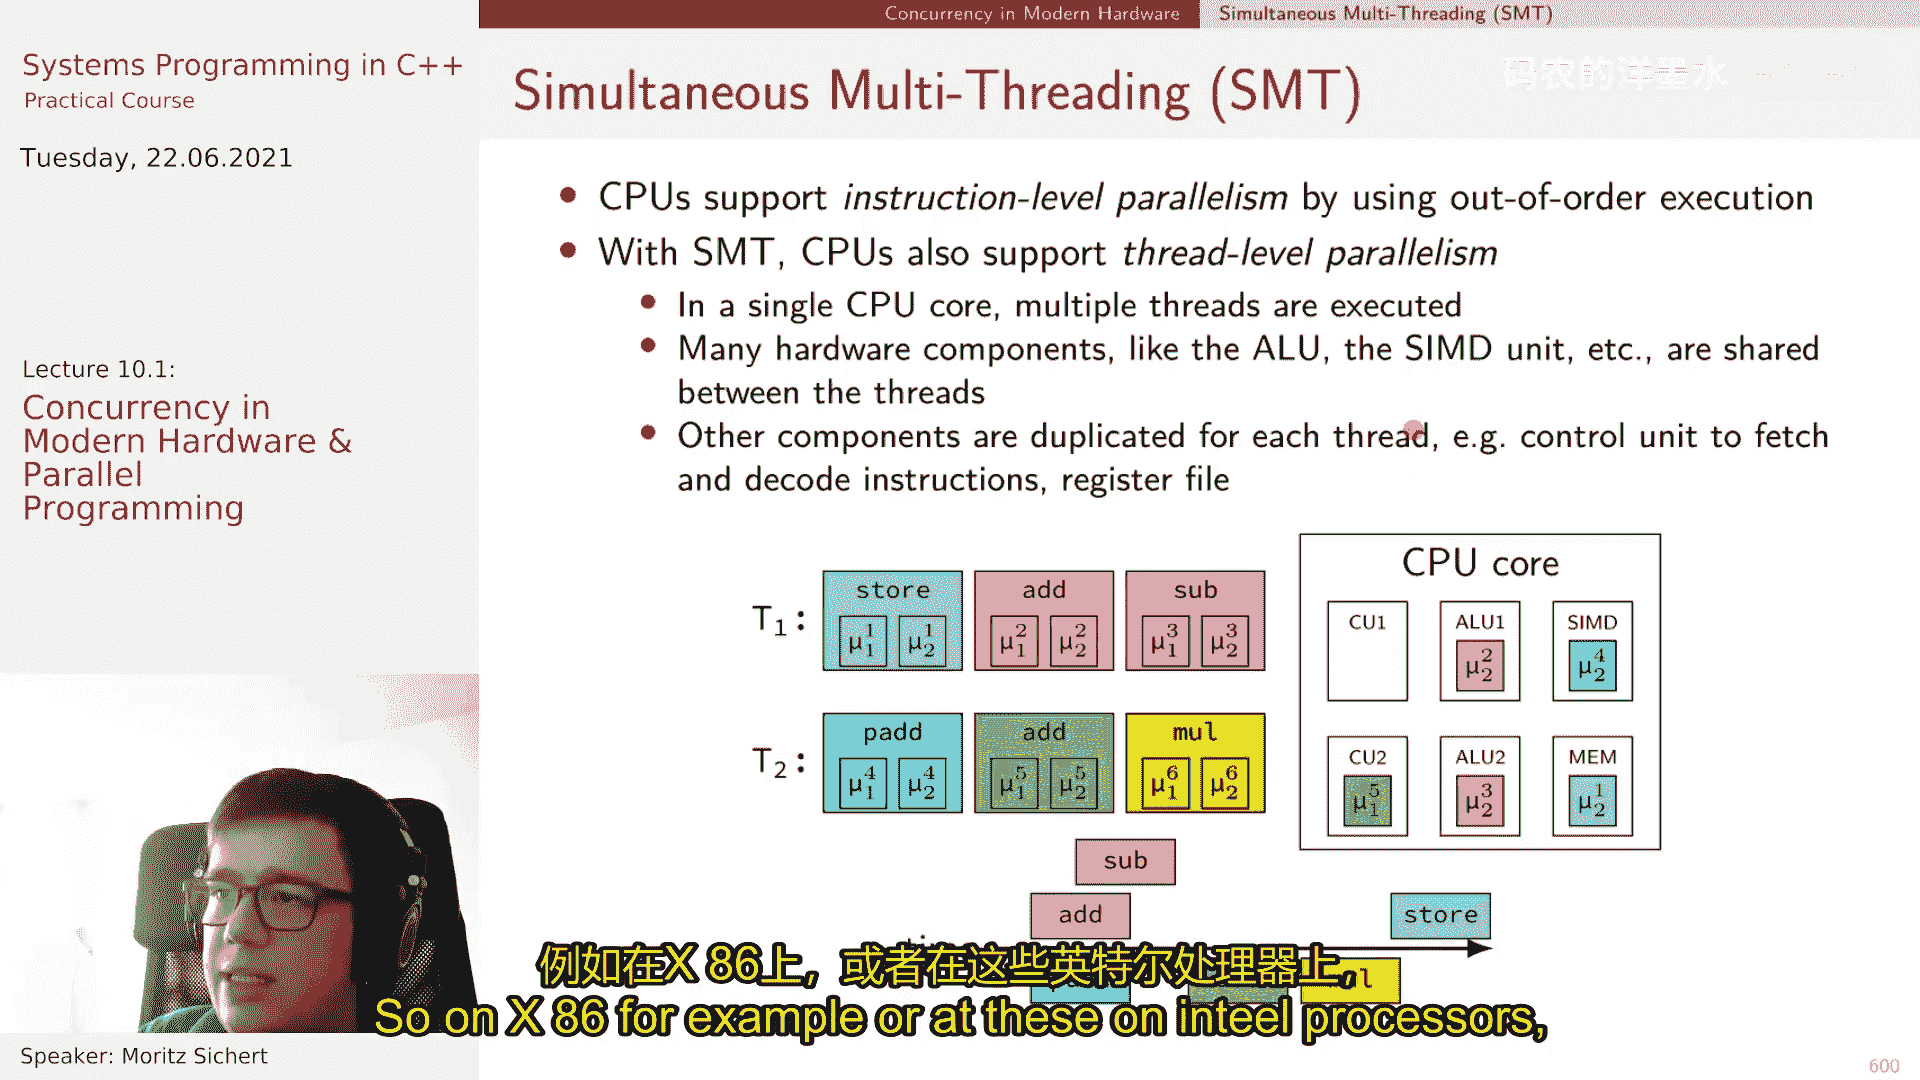 Concurrency in Modern Hardware
Simultaneous Multi-Threading (SMT)
Systems Programming in C++
Practical Course
Tuesday, 22.06.2021
Lecture 10.1:
Concurrency in
Modern Hardware &
Parallel
Programming
Speaker: Moritz Sichert
Simultaneous Multi-Threading (SMT)
码农的洋墨水
CPUs support instruction-level parallelism by using out-of-order execution
With SMT, CPUs also support thread-level parallelism
In a single CPU core, multiple threads are executed
Many hardware components, like the ALU, the SIMD unit, etc., are shared
between the threads
Other components are duplicated for each thread, e.g. control unit to fetch
and decode instructions, register file
T₁: store add sub
μ¹₁ μ¹₂ μ²₁ μ²₂ μ³₁ μ³₂
T₂: padd add mul
μ⁴₁ μ⁴₂ μ⁵₁ μ⁵₂ μ⁶₁ μ⁶₂
CPU core
CU1 ALU1 SIMD
μ²₂ μ⁴₂
CU2 ALU2 MEM
μ⁵₁ μ³₂ μ¹₂
sub
add store
例如在X 86上，或者在这些英特尔处理器上，
So on X 86 for example or at these on inteel processors,
600